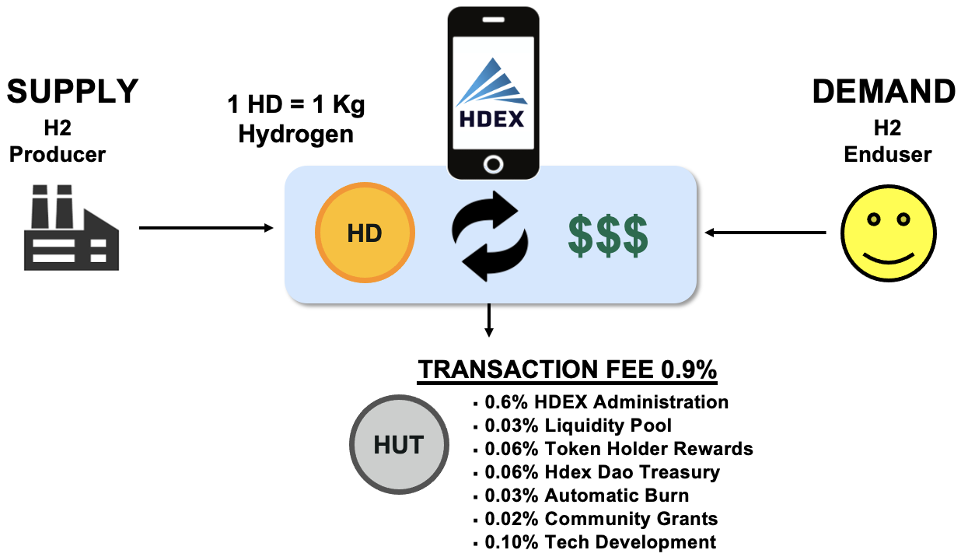 SUPPLY
H2
Producer
1 HD = 1 Kg
Hydrogen
HDEX
DEMAND
H2
Enduser
HD
$$$
TRANSACTION FEE 0.9%
HUT
▪ 0.6% HDEX Administration
▪ 0.03% Liquidity Pool
▪ 0.06% Token Holder Rewards
▪ 0.06% Hdex Dao Treasury
▪ 0.03% Automatic Burn
▪ 0.02% Community Grants
▪ 0.10% Tech Development